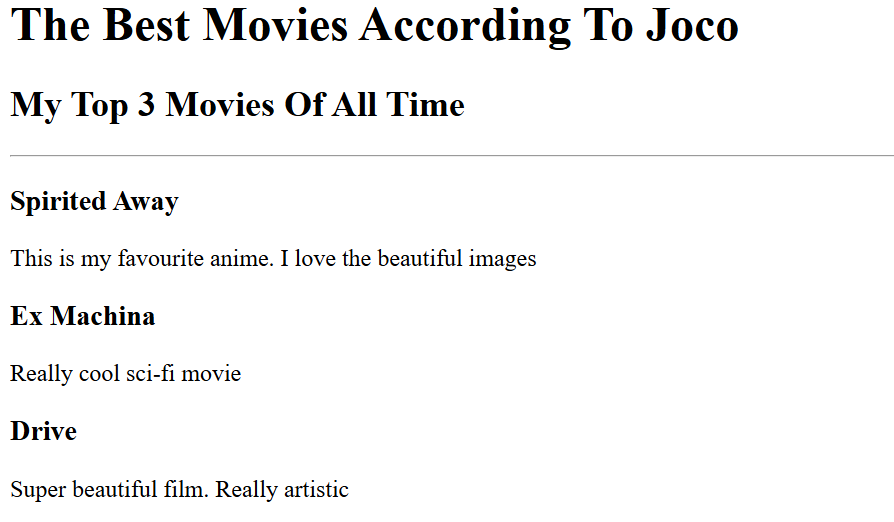 The Best Movies According To Joco
My Top 3 Movies Of All Time
Spirited Away
This is my favourite anime. I love the beautiful images
Ex Machina
Really cool sci-fi movie
Drive
Super beautiful film. Really artistic